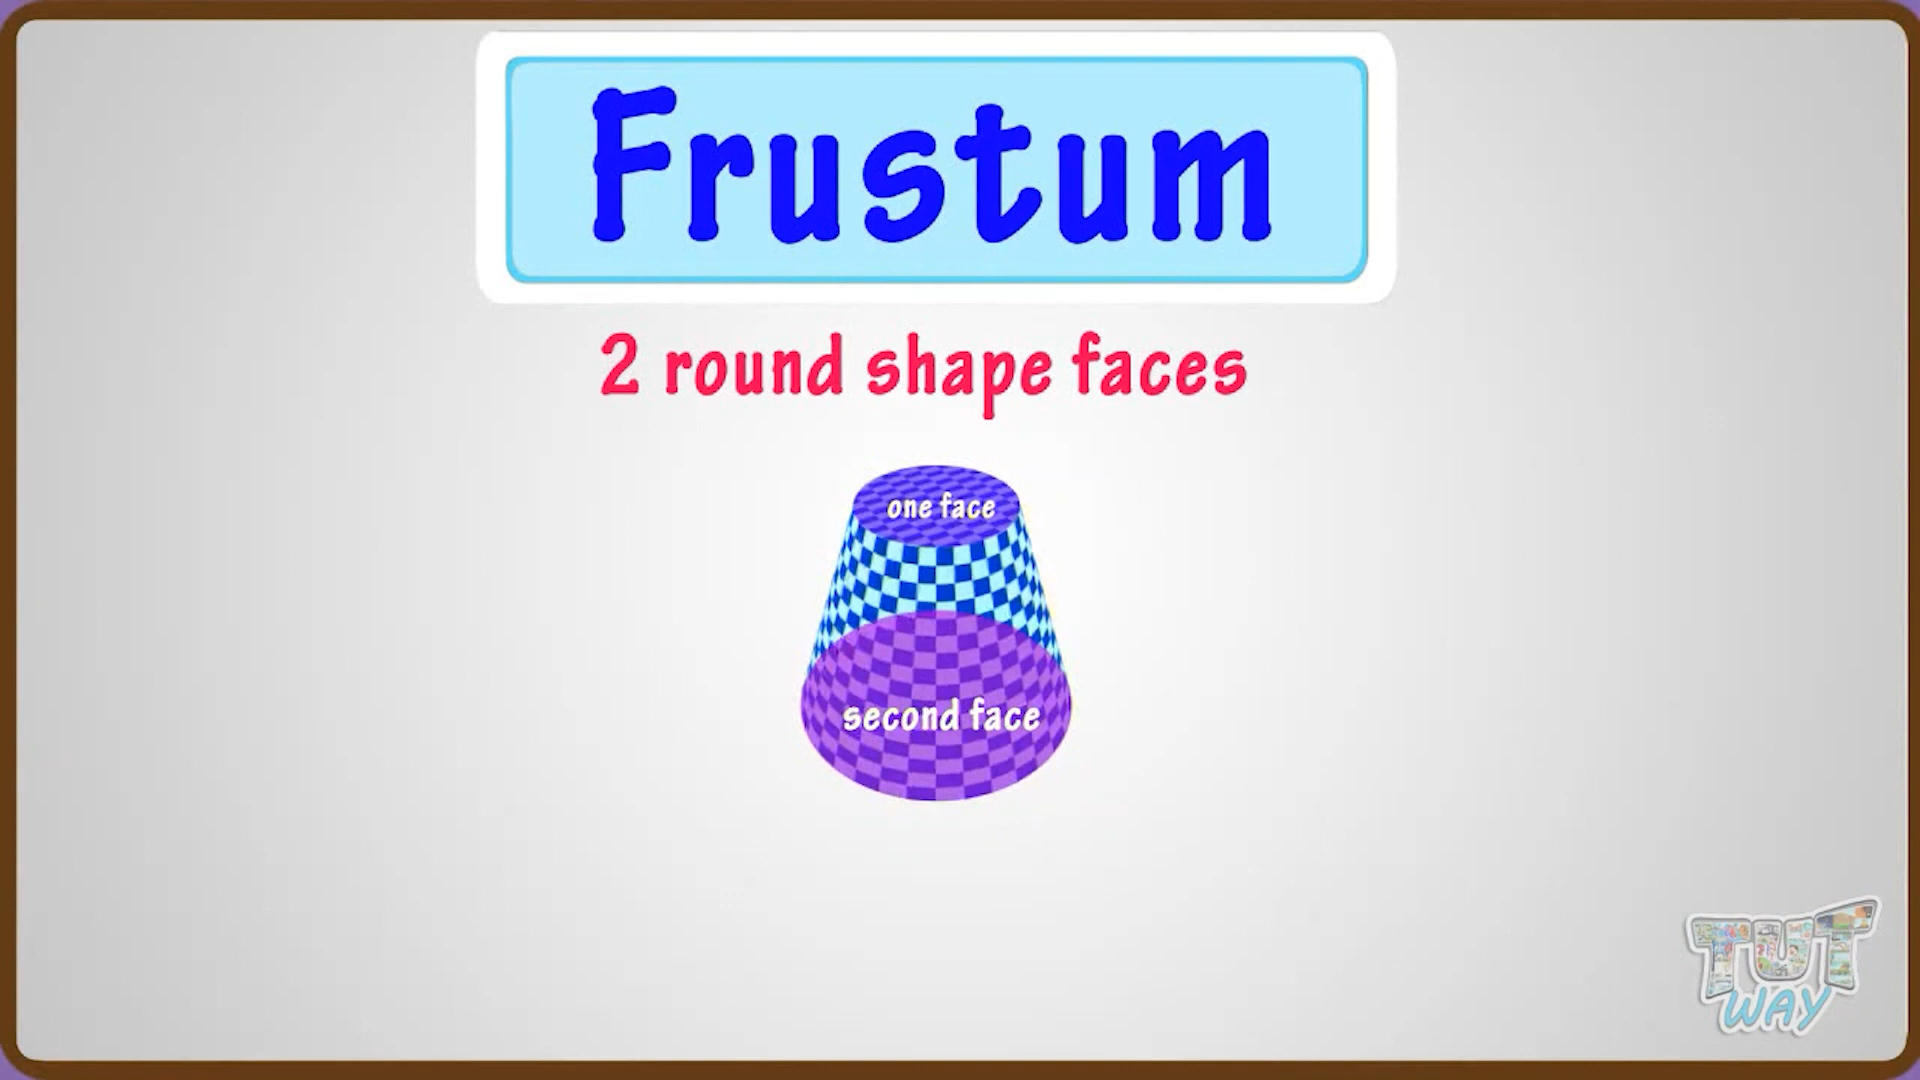 Frustum
2 round shape faces
one face
second face
TUT
WAY